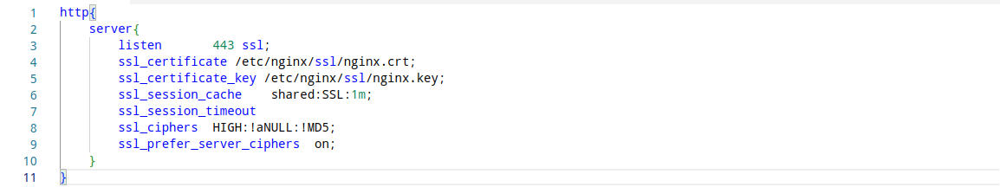 1 http{
2     server{
3         listen       443 ssl;
4         ssl_certificate /etc/nginx/ssl/nginx.crt;
5         ssl_certificate_key /etc/nginx/ssl/nginx.key;
6         ssl_session_cache    shared:SSL:1m;
7         ssl_session_timeout
8         ssl_ciphers  HIGH:!aNULL:!MD5;
9         ssl_prefer_server_ciphers  on;
10     }
11 }